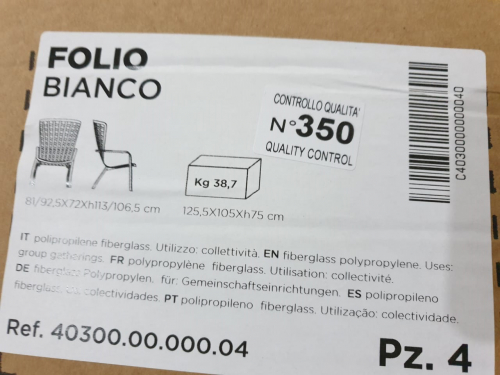 FOLIO
BIANCO
CONTROLLO QUALITA'
N°350
QUALITY CONTROL
C40300000000040
Kg 38,7
81/92,5X72Xh113/106,5 cm
125,5X105Xh75 cm
IT polipropilene fiberglass. Utilizzo: collettività. EN fiberglass polypropylene. Uses:
group gatherings. FR polypropylène fiberglass. Utilisation: collectivité.
DE fiberglass Polypropylen. für: Gemeinschaftseinrichtungen. ES polipropileno
fiberglass. colectividades. PT polipropileno fiberglass. Utilização: colectividade.
Ref. 40300.00.000.04
Pz. 4